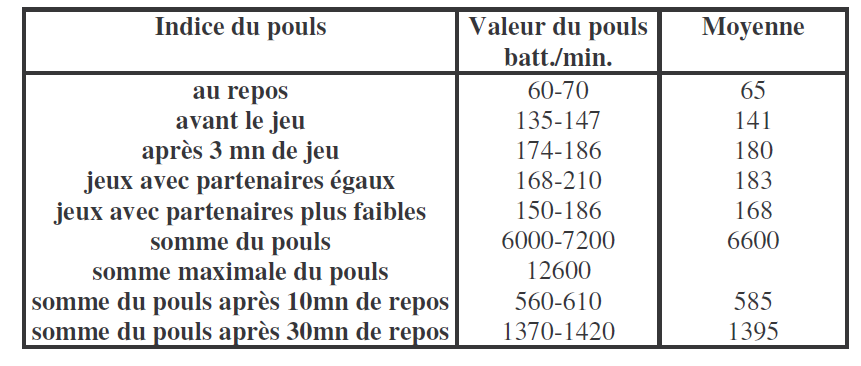 Indice du pouls Valeur du pouls Moyenne
batt./min.
au repos 60-70 65
avant le jeu 135-147 141
après 3 mn de jeu 174-186 180
jeux avec partenaires égaux 168-210 183
jeux avec partenaires plus faibles 150-186 168
somme du pouls 6000-7200 6600
somme maximale du pouls 12600
somme du pouls après 10mn de repos 560-610 585
somme du pouls après 30mn de repos 1370-1420 1395